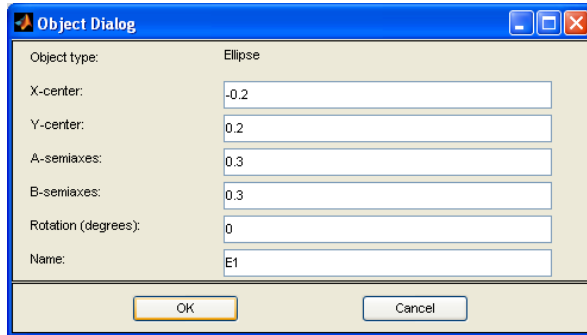 Object Dialog
Object type: Ellipse
X-center: -0.2
Y-center: 0.2
A-semiaxes: 0.3
B-semiaxes: 0.3
Rotation (degrees): 0
Name: E1
OK Cancel